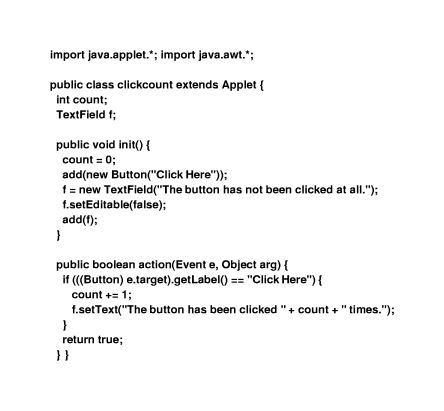 import java.applet.*; import java.awt.*;
public class clickcount extends Applet {
int count;
TextField f;
public void init() {
count = 0;
add(new Button("Click Here"));
f = new TextField("The button has not been clicked at all.");
f.setEditable(false);
add(f);
}
public boolean action(Event e, Object arg) {
if (((Button) e.target).getLabel() == "Click Here") {
count += 1;
f.setText("The button has been clicked " + count + " times.");
}
return true;
} }